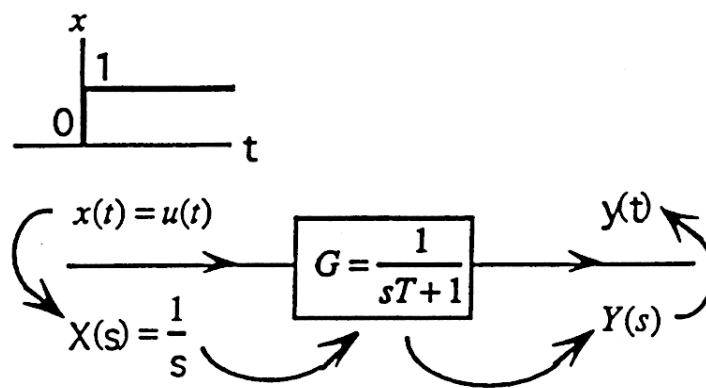 x
1
0
t
x(t) = u(t)
y(t)
G = 1/(sT + 1)
X(s) = 1/s
Y(s)